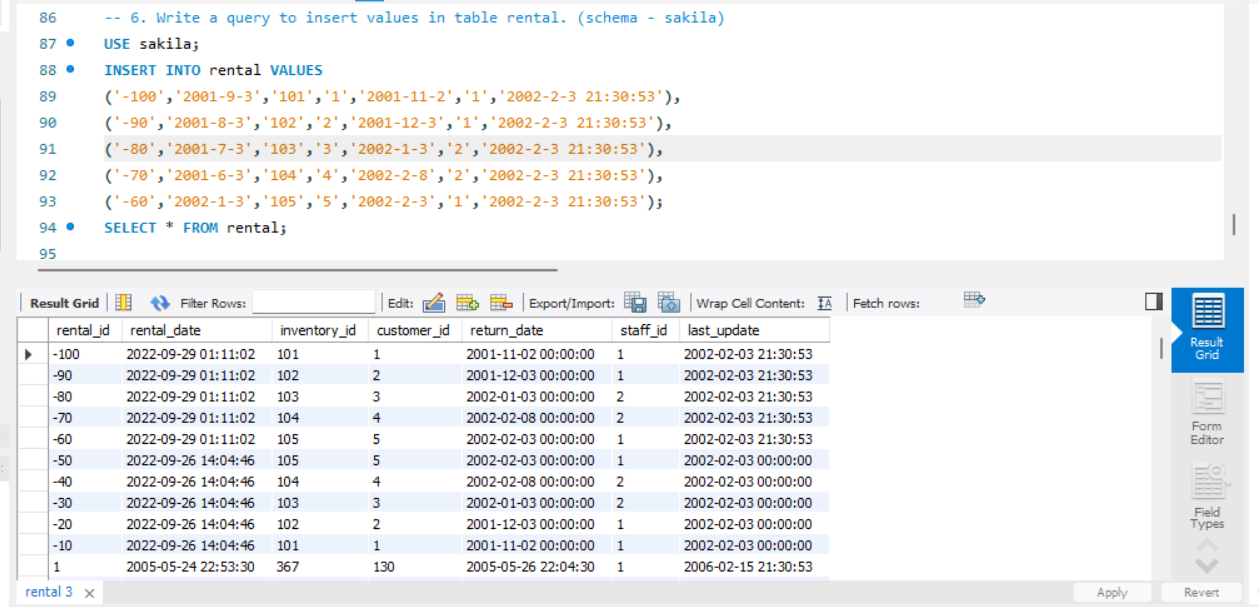 86 -- 6. Write a query to insert values in table rental. (schema - sakila)
87 USE sakila;
88 INSERT INTO rental VALUES
89 ('-100','2001-9-3','101','1','2001-11-2','1','2002-2-3 21:30:53'),
90 ('-90','2001-8-3','102','2','2001-12-3','1','2002-2-3 21:30:53'),
91 ('-80','2001-7-3','103','3','2002-1-3','2','2002-2-3 21:30:53'),
92 ('-70','2001-6-3','104','4','2002-2-8','2','2002-2-3 21:30:53'),
93 ('-60','2002-1-3','105','5','2002-2-3','1','2002-2-3 21:30:53');
94 SELECT * FROM rental;
95
Result Grid Filter Rows: Edit: Export/Import: Wrap Cell Content: IA Fetch rows:
rental_id rental_date inventory_id customer_id return_date staff_id last_update
-100 2022-09-29 01:11:02 101 1 2001-11-02 00:00:00 1 2002-02-03 21:30:53
-90 2022-09-29 01:11:02 102 2 2001-12-03 00:00:00 1 2002-02-03 21:30:53
-80 2022-09-29 01:11:02 103 3 2002-01-03 00:00:00 2 2002-02-03 21:30:53
-70 2022-09-29 01:11:02 104 4 2002-02-08 00:00:00 2 2002-02-03 21:30:53
-60 2022-09-29 01:11:02 105 5 2002-02-03 00:00:00 1 2002-02-03 21:30:53
-50 2022-09-26 14:04:46 105 5 2002-02-03 00:00:00 1 2002-02-03 00:00:00
-40 2022-09-26 14:04:46 104 4 2002-02-08 00:00:00 2 2002-02-03 00:00:00
-30 2022-09-26 14:04:46 103 3 2002-01-03 00:00:00 2 2002-02-03 00:00:00
-20 2022-09-26 14:04:46 102 2 2001-12-03 00:00:00 1 2002-02-03 00:00:00
-10 2022-09-26 14:04:46 101 1 2001-11-02 00:00:00 1 2002-02-03 00:00:00
1 2005-05-24 22:53:30 367 130 2005-05-26 22:04:30 1 2006-02-15 21:30:53
Result
Grid
Form
Editor
Field
Types
rental 3
Apply
Revert